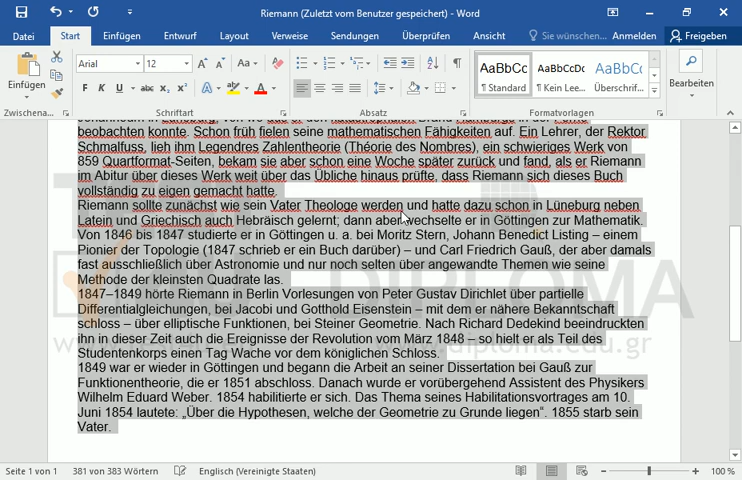 Riemann (Zuletzt vom Benutzer gespeichert) - Word
Datei Start Einfügen Entwurf Layout Verweise Sendungen Überprüfen Ansicht Sie wünschen... Anmelden Freigeben
Arial 12 Aa
AaBbCc AaBbCcDc AaBbCc
Einfügen F K U abc x₂ x² A A
¶ Standard ¶ Kein Lee... Überschrif... Bearbeiten
Zwischena... Schriftart Absatz Formatvorlagen
beobachten konnte. Schon früh fielen seine mathematischen Fähigkeiten auf. Ein Lehrer, der Rektor
Schmalfuss, lieh ihm Legendres Zahlentheorie (Théorie des Nombres), ein schwieriges Werk von
859 Quartformat-Seiten, bekam sie aber schon eine Woche später zurück und fand, als er Riemann
im Abitur über dieses Werk weit über das Übliche hinaus prüfte, dass Riemann sich dieses Buch
vollständig zu eigen gemacht hatte.
Riemann sollte zunächst wie sein Vater Theologe werden und hatte dazu schon in Lüneburg neben
Latein und Griechisch auch Hebräisch gelernt; dann aber wechselte er in Göttingen zur Mathematik.
Von 1846 bis 1847 studierte er in Göttingen u. a. bei Moritz Stern, Johann Benedict Listing – einem
Pionier der Topologie (1847 schrieb er ein Buch darüber) – und Carl Friedrich Gauß, der aber damals
fast ausschließlich über Astronomie und nur noch selten über angewandte Themen wie seine
Methode der kleinsten Quadrate las.
1847–1849 hörte Riemann in Berlin Vorlesungen von Peter Gustav Dirichlet über partielle
Differentialgleichungen, bei Jacobi und Gotthold Eisenstein – mit dem er nähere Bekanntschaft
schloss – über elliptische Funktionen, bei Steiner Geometrie. Nach Richard Dedekind beeindruckten
ihn in dieser Zeit auch die Ereignisse der Revolution vom März 1848 – so hielt er als Teil des
Studentenkorps einen Tag Wache vor dem königlichen Schloss.
1849 war er wieder in Göttingen und begann die Arbeit an seiner Dissertation bei Gauß zur
Funktionentheorie, die er 1851 abschloss. Danach wurde er vorübergehend Assistent des Physikers
Wilhelm Eduard Weber. 1854 habilitierte er sich. Das Thema seines Habilitationsvortrages am 10.
Juni 1854 lautete: „Über die Hypothesen, welche der Geometrie zu Grunde liegen“. 1855 starb sein
Vater.
DIPLOMA
Seite 1 von 1 381 von 383 Wörtern Englisch (Vereinigte Staaten) 100 %